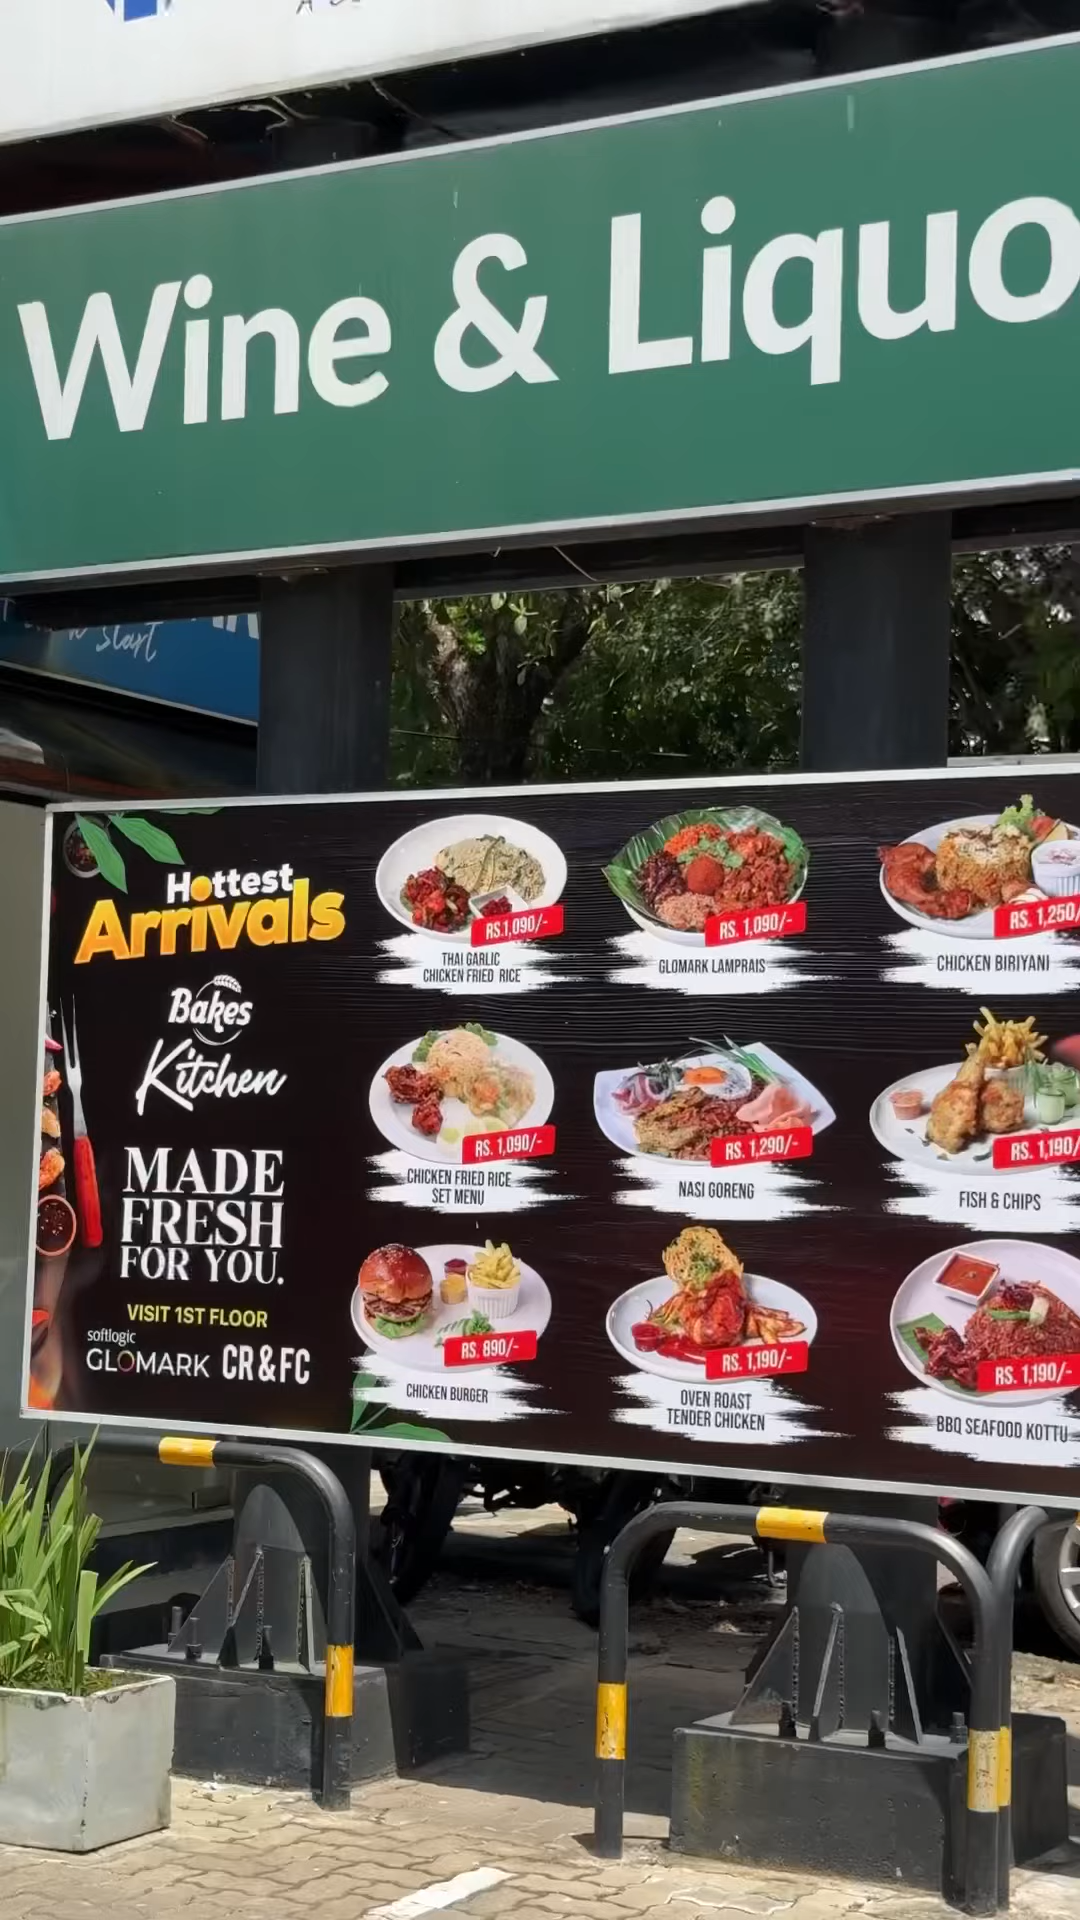 Wine & Liquo
Start
Hottest
Arrivals
Bakes
Kitchen
MADE
FRESH
FOR YOU.
VISIT 1ST FLOOR
softlogic
GLOMARK CR&FC
RS.1,090/-
THAI GARLIC
CHICKEN FRIED RICE
RS. 1,090/-
GLOMARK LAMPRAIS
RS. 1,250/
CHICKEN BIRIYANI
RS. 1,090/-
CHICKEN FRIED RICE
SET MENU
RS. 1,290/-
NASI GORENG
RS. 1,190/
FISH & CHIPS
RS. 890/-
CHICKEN BURGER
RS. 1,190/-
OVEN ROAST
TENDER CHICKEN
RS. 1,190/-
BBQ SEAFOOD KOTTU